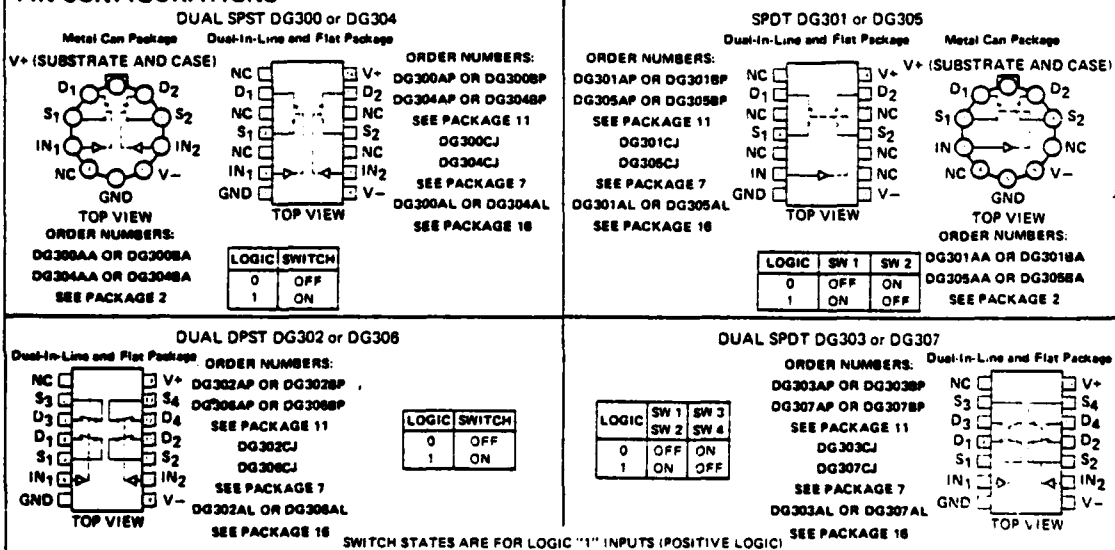 DUAL SPST DG300 or DG304
Metal Can Package
Dual-In-Line and Flat Package
V+ (SUBSTRATE AND CASE)
D1
D2
S1
S2
IN1
IN2
NC
V−
GND
TOP VIEW
ORDER NUMBERS:
DG300AA OR DG300BA
DG304AA OR DG304BA
SEE PACKAGE 2
NC V+
D1 D2
NC NC
S1 S2
NC NC
IN1 IN2
GND V−
TOP VIEW
ORDER NUMBERS:
DG300AP OR DG300BP
DG304AP OR DG304BP
SEE PACKAGE 11
DG300CJ
DG304CJ
SEE PACKAGE 7
DG300AL OR DG304AL
SEE PACKAGE 16
LOGIC SWITCH
0 OFF
1 ON
SPDT DG301 or DG305
Dual-In-Line and Flat Package
Metal Can Package
ORDER NUMBERS:
DG301AP OR DG301BP
DG305AP OR DG305BP
SEE PACKAGE 11
DG301CJ
DG305CJ
SEE PACKAGE 7
DG301AL OR DG305AL
SEE PACKAGE 16
NC V+
D1 D2
NC NC
S1 S2
NC NC
IN NC
GND V−
TOP VIEW
V+ (SUBSTRATE AND CASE)
D1
D2
S1
S2
IN
NC
NC
V−
GND
TOP VIEW
ORDER NUMBERS:
DG301AA OR DG301BA
DG305AA OR DG305BA
SEE PACKAGE 2
LOGIC SW 1 SW 2
0 OFF ON
1 ON OFF
DUAL DPST DG302 or DG306
Dual-In-Line and Flat Package
NC V+
S3 S4
D3 D4
D1 D2
S1 S2
IN1 IN2
GND V−
TOP VIEW
ORDER NUMBERS:
DG302AP OR DG302BP
DG306AP OR DG306BP
SEE PACKAGE 11
DG302CJ
DG306CJ
SEE PACKAGE 7
DG302AL OR DG306AL
SEE PACKAGE 16
LOGIC SWITCH
0 OFF
1 ON
DUAL SPDT DG303 or DG307
Dual-In-Line and Flat Package
LOGIC SW 1 SW 3
SW 2 SW 4
0 OFF ON
1 ON OFF
ORDER NUMBERS:
DG303AP OR DG303BP
DG307AP OR DG307BP
SEE PACKAGE 11
DG303CJ
DG307CJ
SEE PACKAGE 7
DG303AL OR DG307AL
SEE PACKAGE 16
NC V+
S3 S4
D3 D4
D1 D2
S1 S2
IN1 IN2
GND V−
TOP VIEW
SWITCH STATES ARE FOR LOGIC "1" INPUTS (POSITIVE LOGIC)